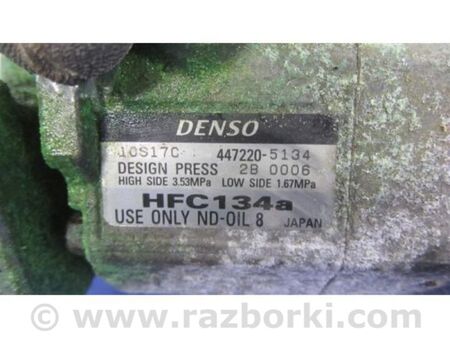 DENSO
10S17C 447220-5134
DESIGN PRESS 2B 0006
HIGH SIDE 3.53MPa LOW SIDE 1.67MPa
HFC134a
USE ONLY ND-OIL 8 JAPAN
© www.razborki.com